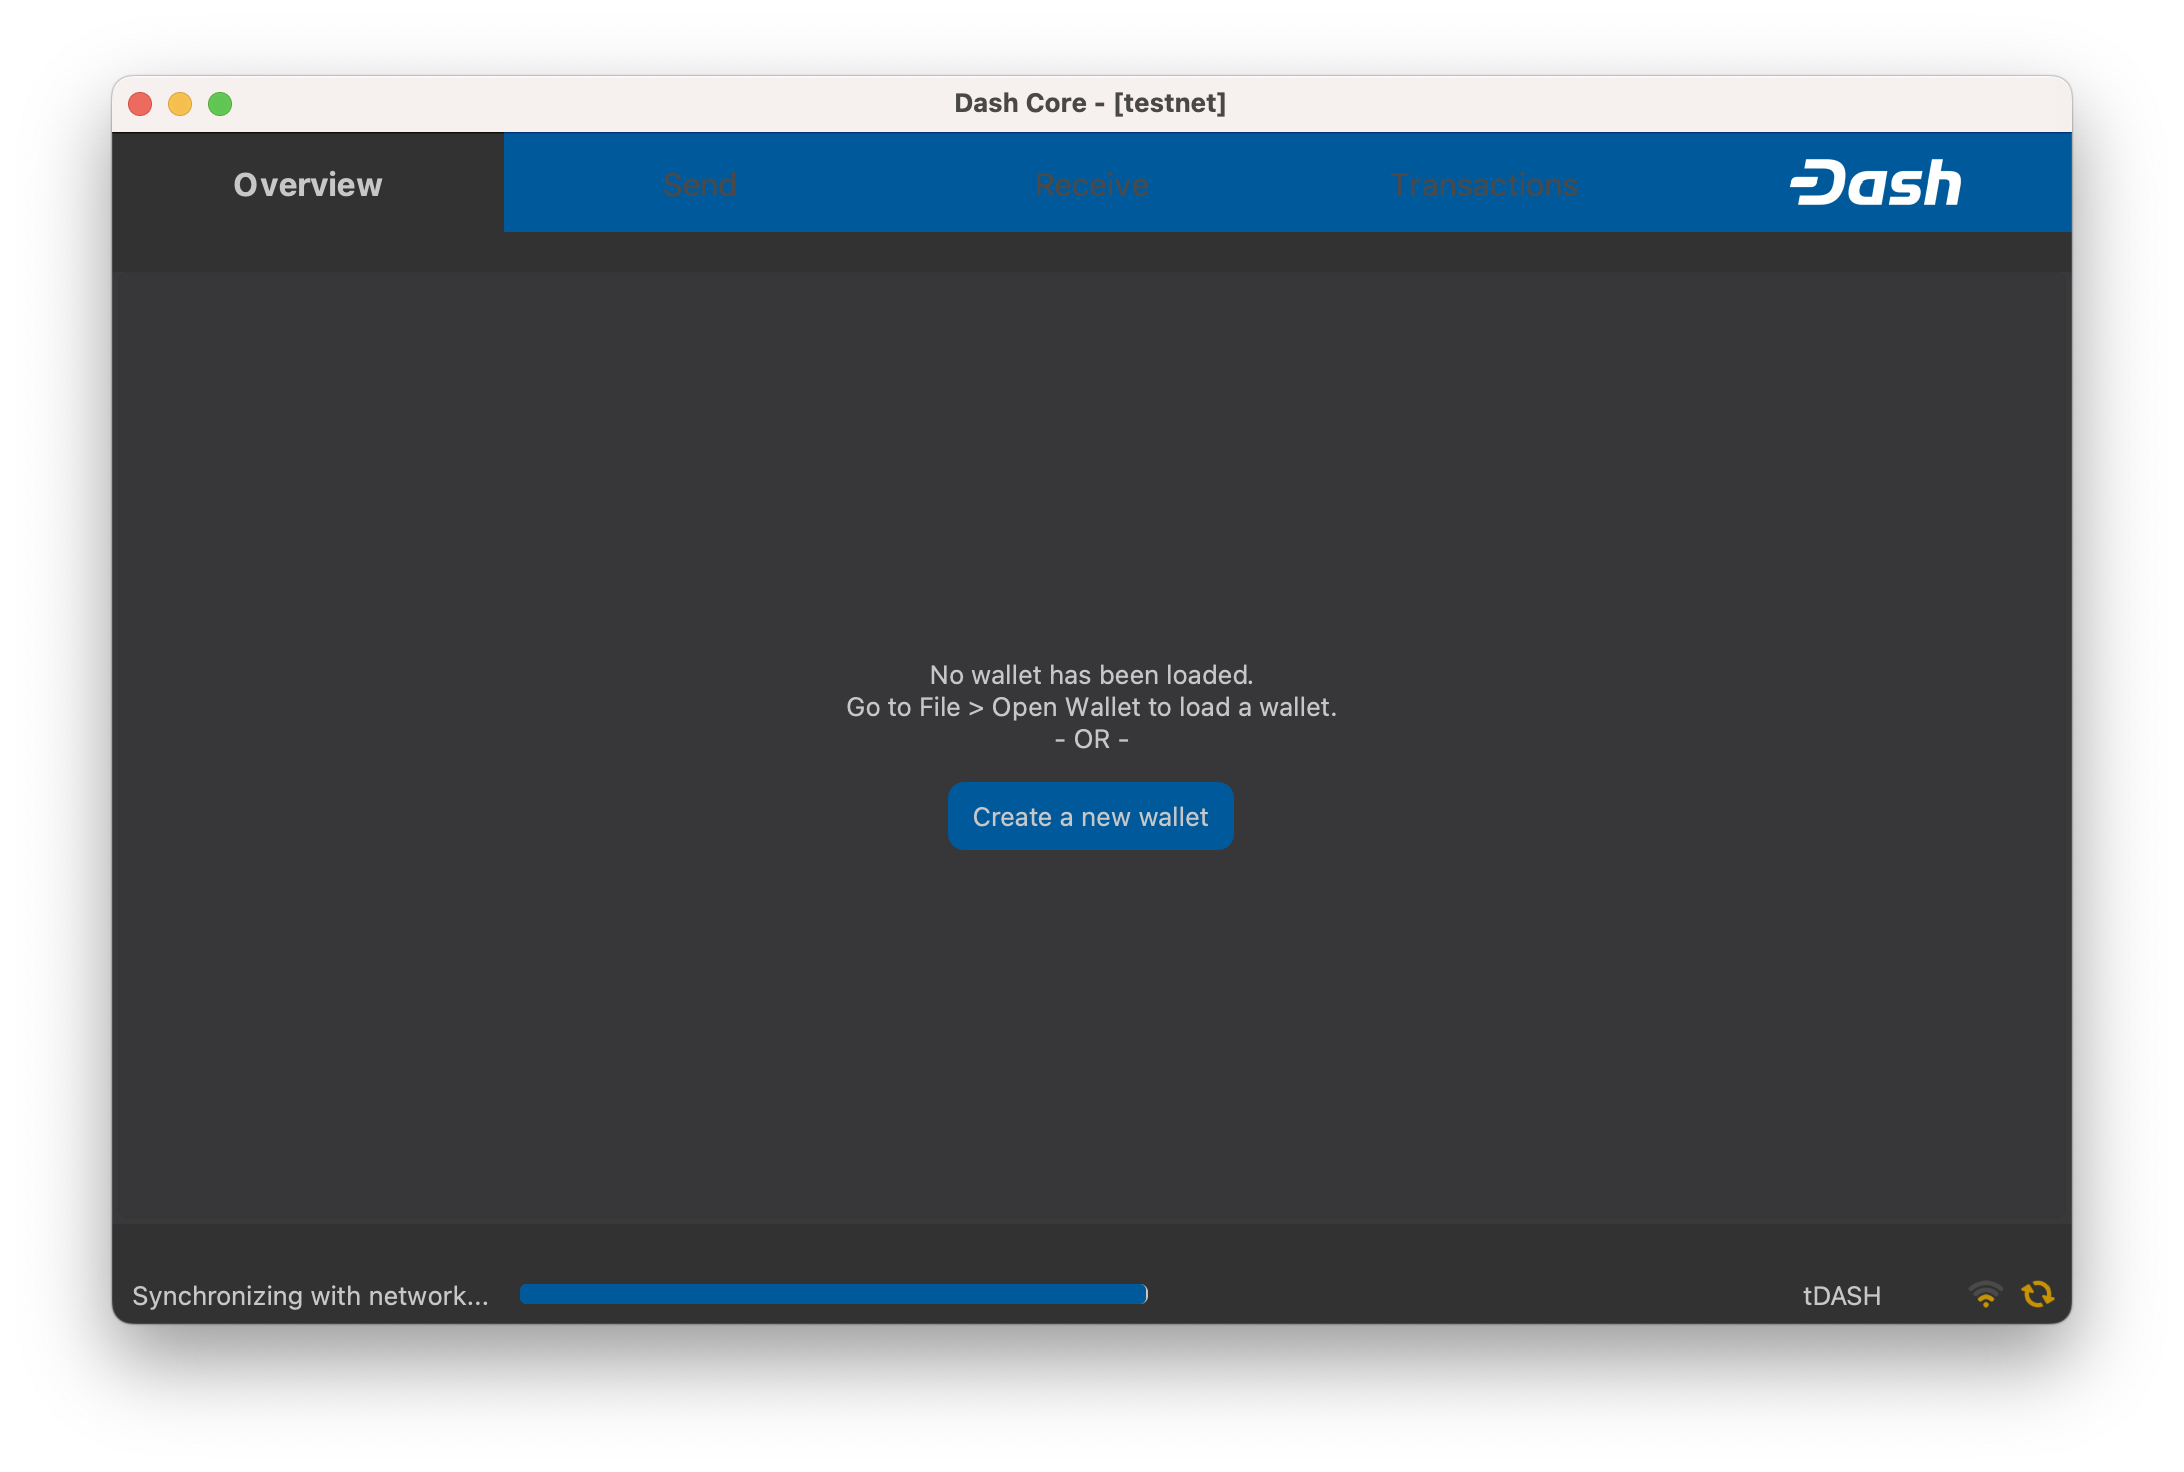 Dash Core - [testnet]
Overview
Send
Receive
Transactions
Dash
No wallet has been loaded.
Go to File > Open Wallet to load a wallet.
- OR -
Create a new wallet
Synchronizing with network...
tDASH